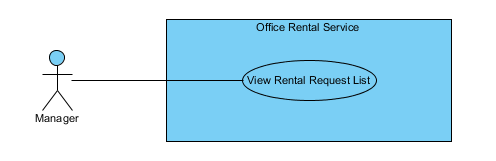 Office Rental Service
View Rental Request List
Manager